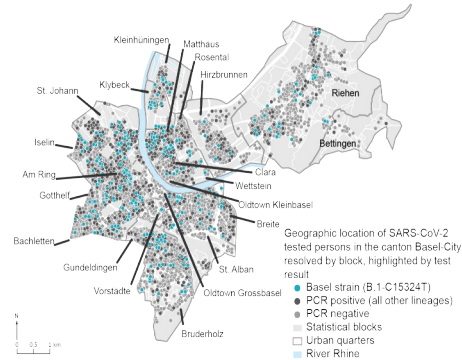 Kleinhüningen
Matthaus
Rosental
Hirzbrunnen
Klybeck
St. Johann
Riehen
Iselin
Bettingen
Am Ring
Clara
Gotthelf
Wettstein
Oldtown Kleinbasel
Breite
Bachletten
Gundeldingen
St. Alban
Vorstadte
Oldtown Grossbasel
Bruderholz
Geographic location of SARS-CoV-2
tested persons in the canton Basel-City
resolved by block, highlighted by test
result
Basel strain (B.1-C15324T)
PCR positive (all other lineages)
PCR negative
Statistical blocks
Urban quarters
River Rhine
N
0 0.5 1 km